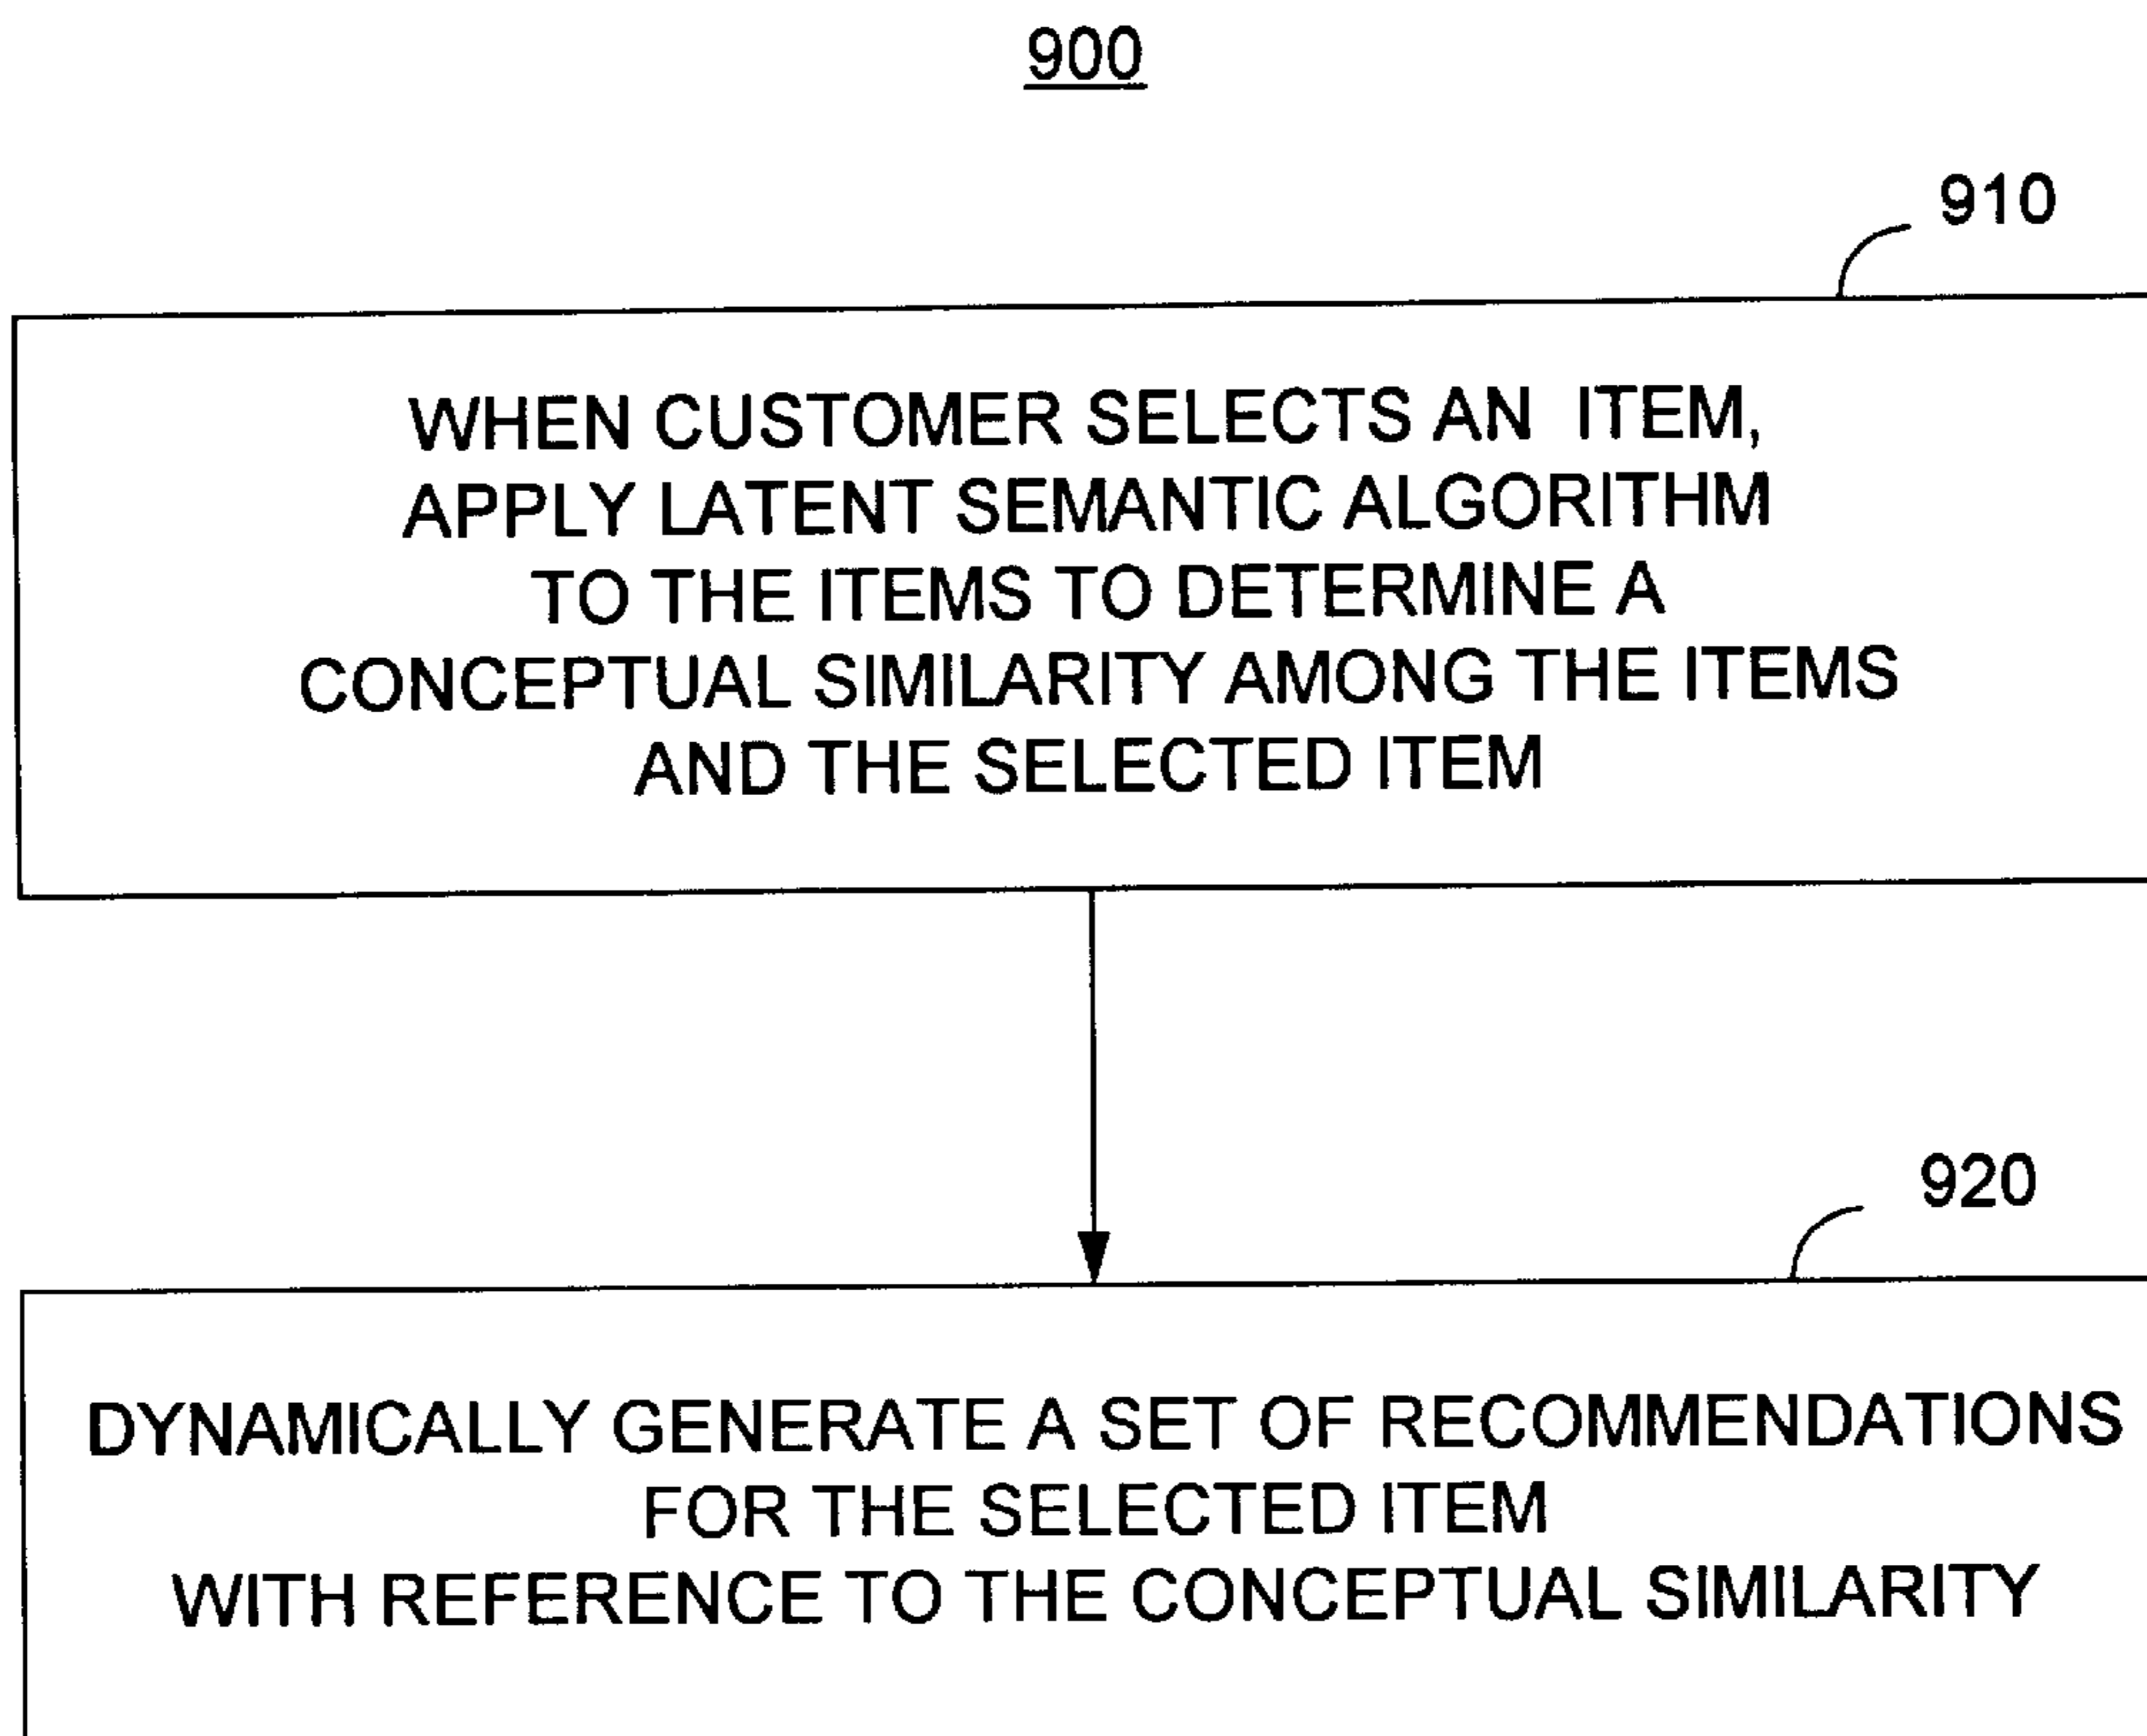 900
910
WHEN CUSTOMER SELECTS AN ITEM,
APPLY LATENT SEMANTIC ALGORITHM
TO THE ITEMS TO DETERMINE A
CONCEPTUAL SIMILARITY AMONG THE ITEMS
AND THE SELECTED ITEM
920
DYNAMICALLY GENERATE A SET OF RECOMMENDATIONS
FOR THE SELECTED ITEM
WITH REFERENCE TO THE CONCEPTUAL SIMILARITY